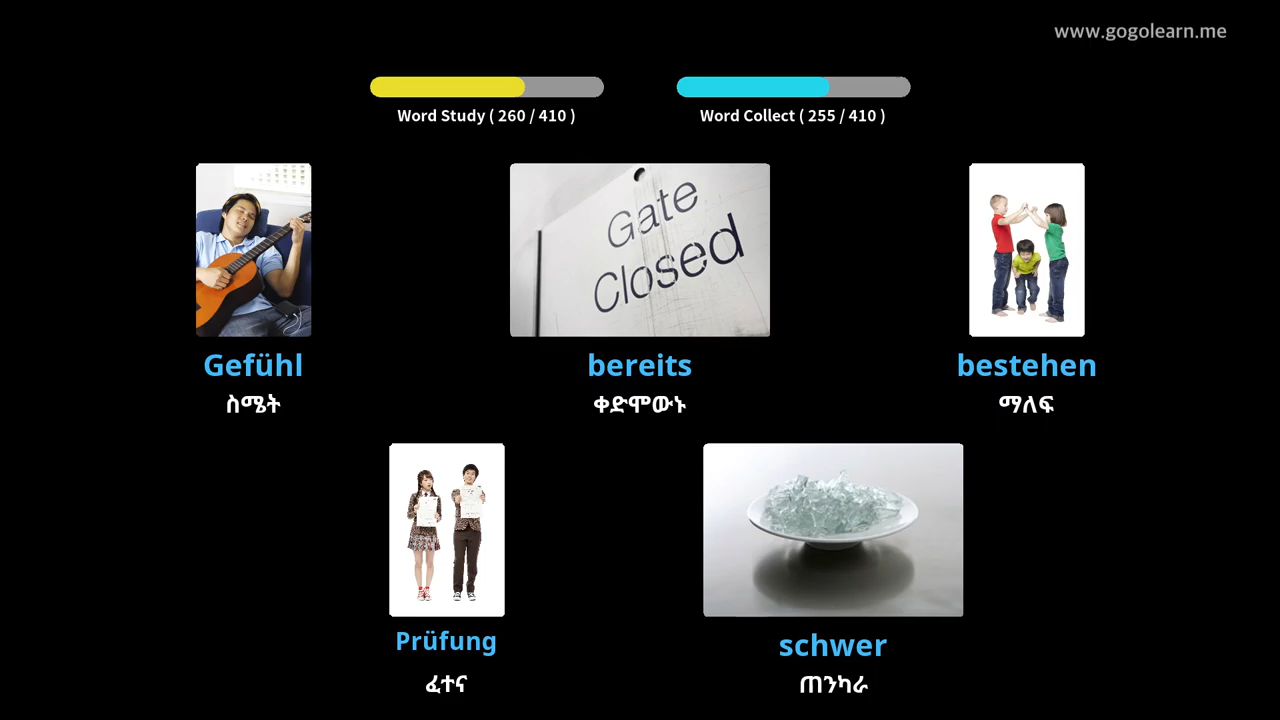 www.gogolearn.me
Word Study ( 260 / 410 )
Word Collect ( 255 / 410 )
Gate
Closed
Gefühl
bereits
bestehen
ስሜት
ቀድሞውኑ
ማለፍ
Prüfung
schwer
ፈተና
ጠንካራ